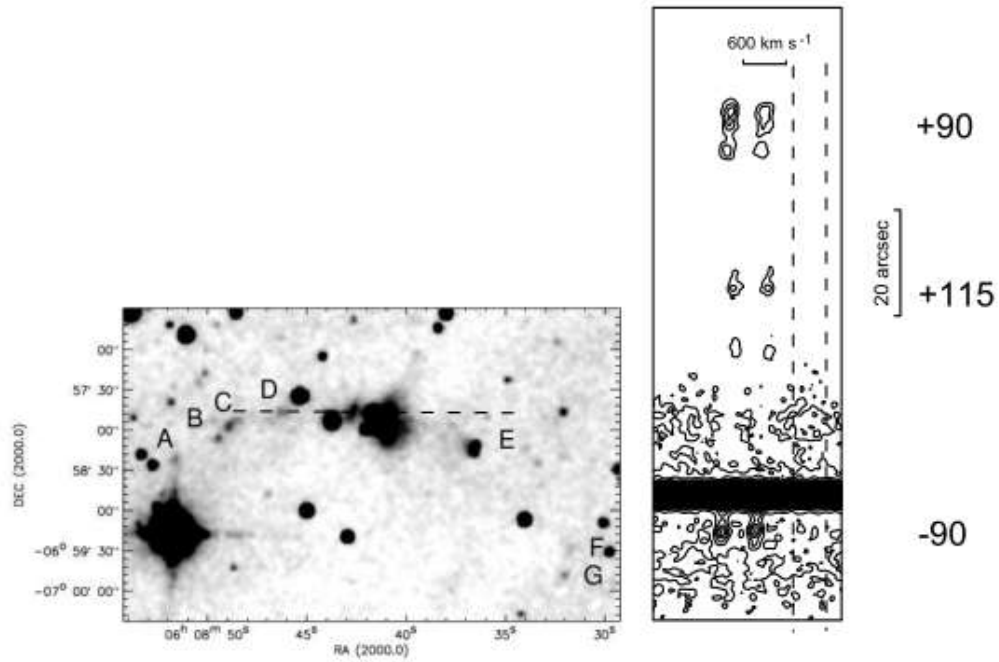 600 km s-1
+90
20 arcsec
+115
-90
00''
57' 30''
00''
58' 30''
00''
-06° 59' 30''
-07° 00' 00''
DEC (2000.0)
A
B
C
D
E
F
G
06h 08m 50s
45s
40s
35s
30s
RA (2000.0)